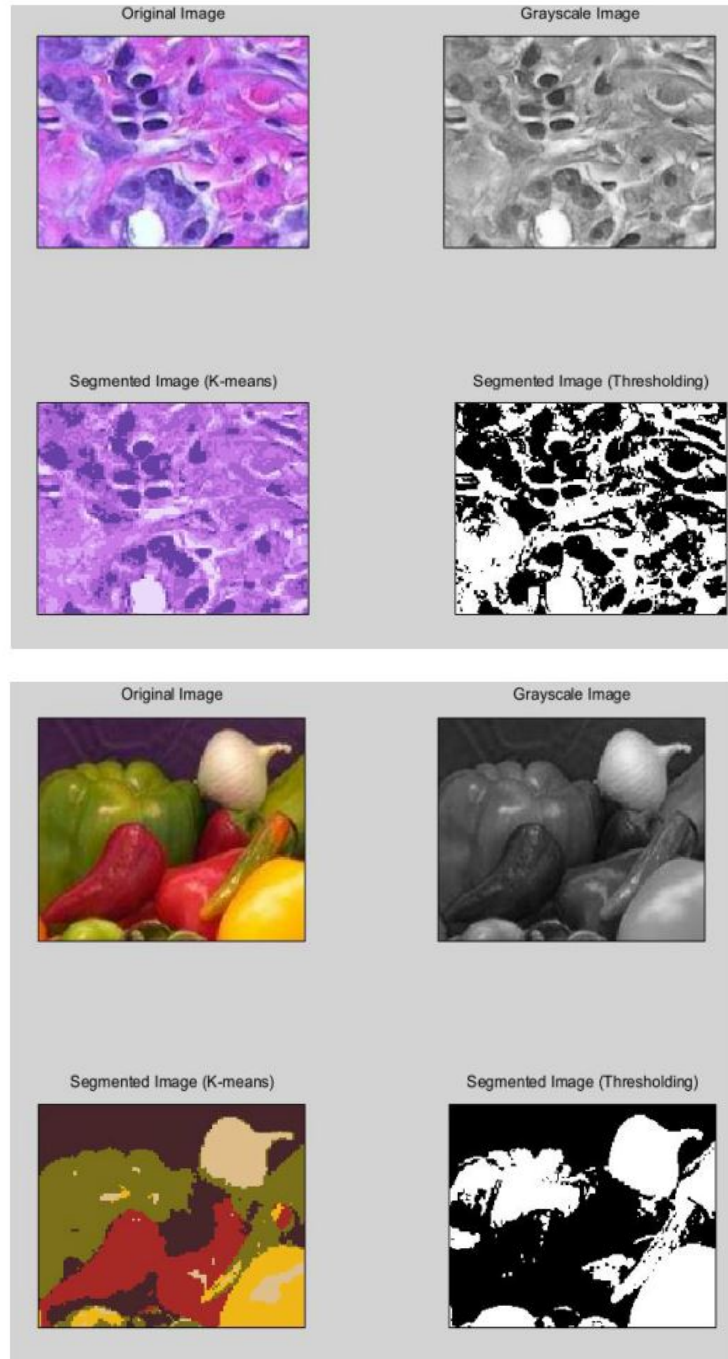 Original Image
Grayscale Image
Segmented Image (K-means)
Segmented Image (Thresholding)
Original Image
Grayscale Image
Segmented Image (K-means)
Segmented Image (Thresholding)